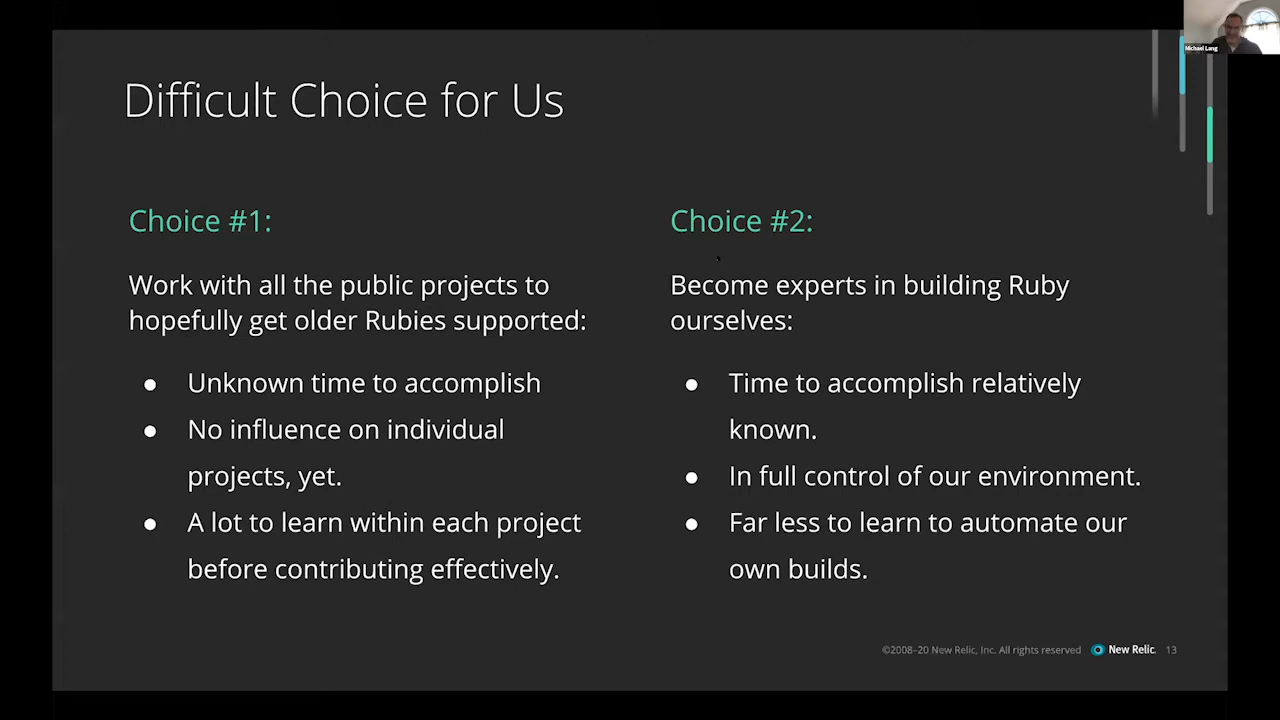 Michael Lang
Difficult Choice for Us
Choice #1:
Work with all the public projects to
hopefully get older Rubies supported:
● Unknown time to accomplish
● No influence on individual
projects, yet.
● A lot to learn within each project
before contributing effectively.
Choice #2:
Become experts in building Ruby
ourselves:
● Time to accomplish relatively
known.
● In full control of our environment.
● Far less to learn to automate our
own builds.
©2008–20 New Relic, Inc. All rights reserved New Relic. 13